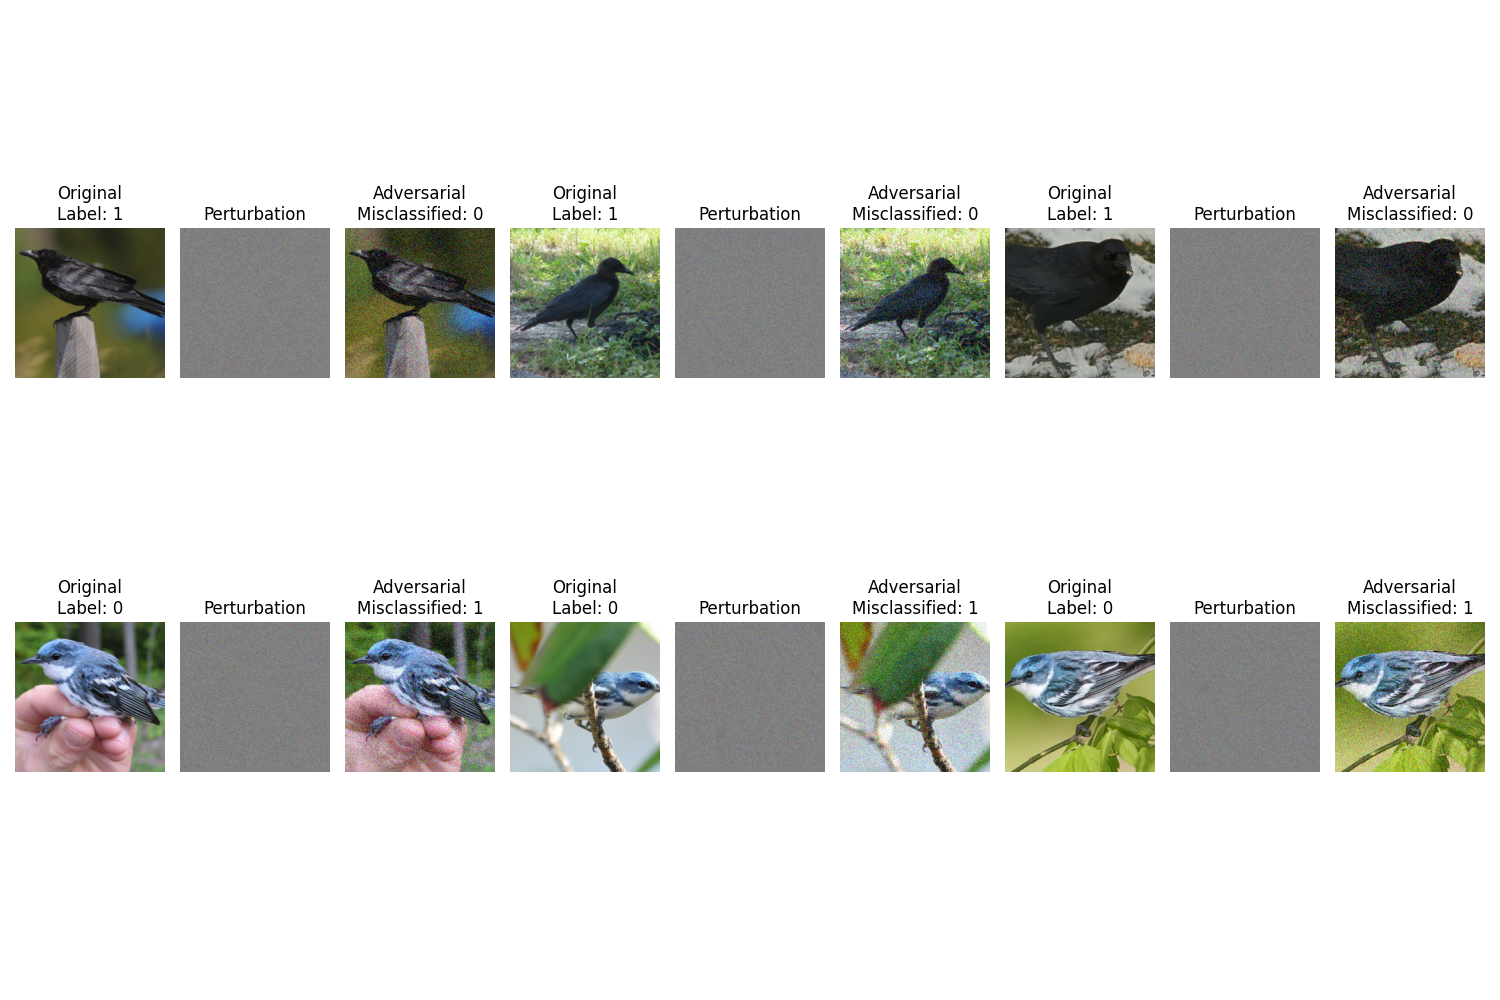 Original
Label: 1
Perturbation
Adversarial
Misclassified: 0
Original
Label: 1
Perturbation
Adversarial
Misclassified: 0
Original
Label: 1
Perturbation
Adversarial
Misclassified: 0
Original
Label: 0
Perturbation
Adversarial
Misclassified: 1
Original
Label: 0
Perturbation
Adversarial
Misclassified: 1
Original
Label: 0
Perturbation
Adversarial
Misclassified: 1